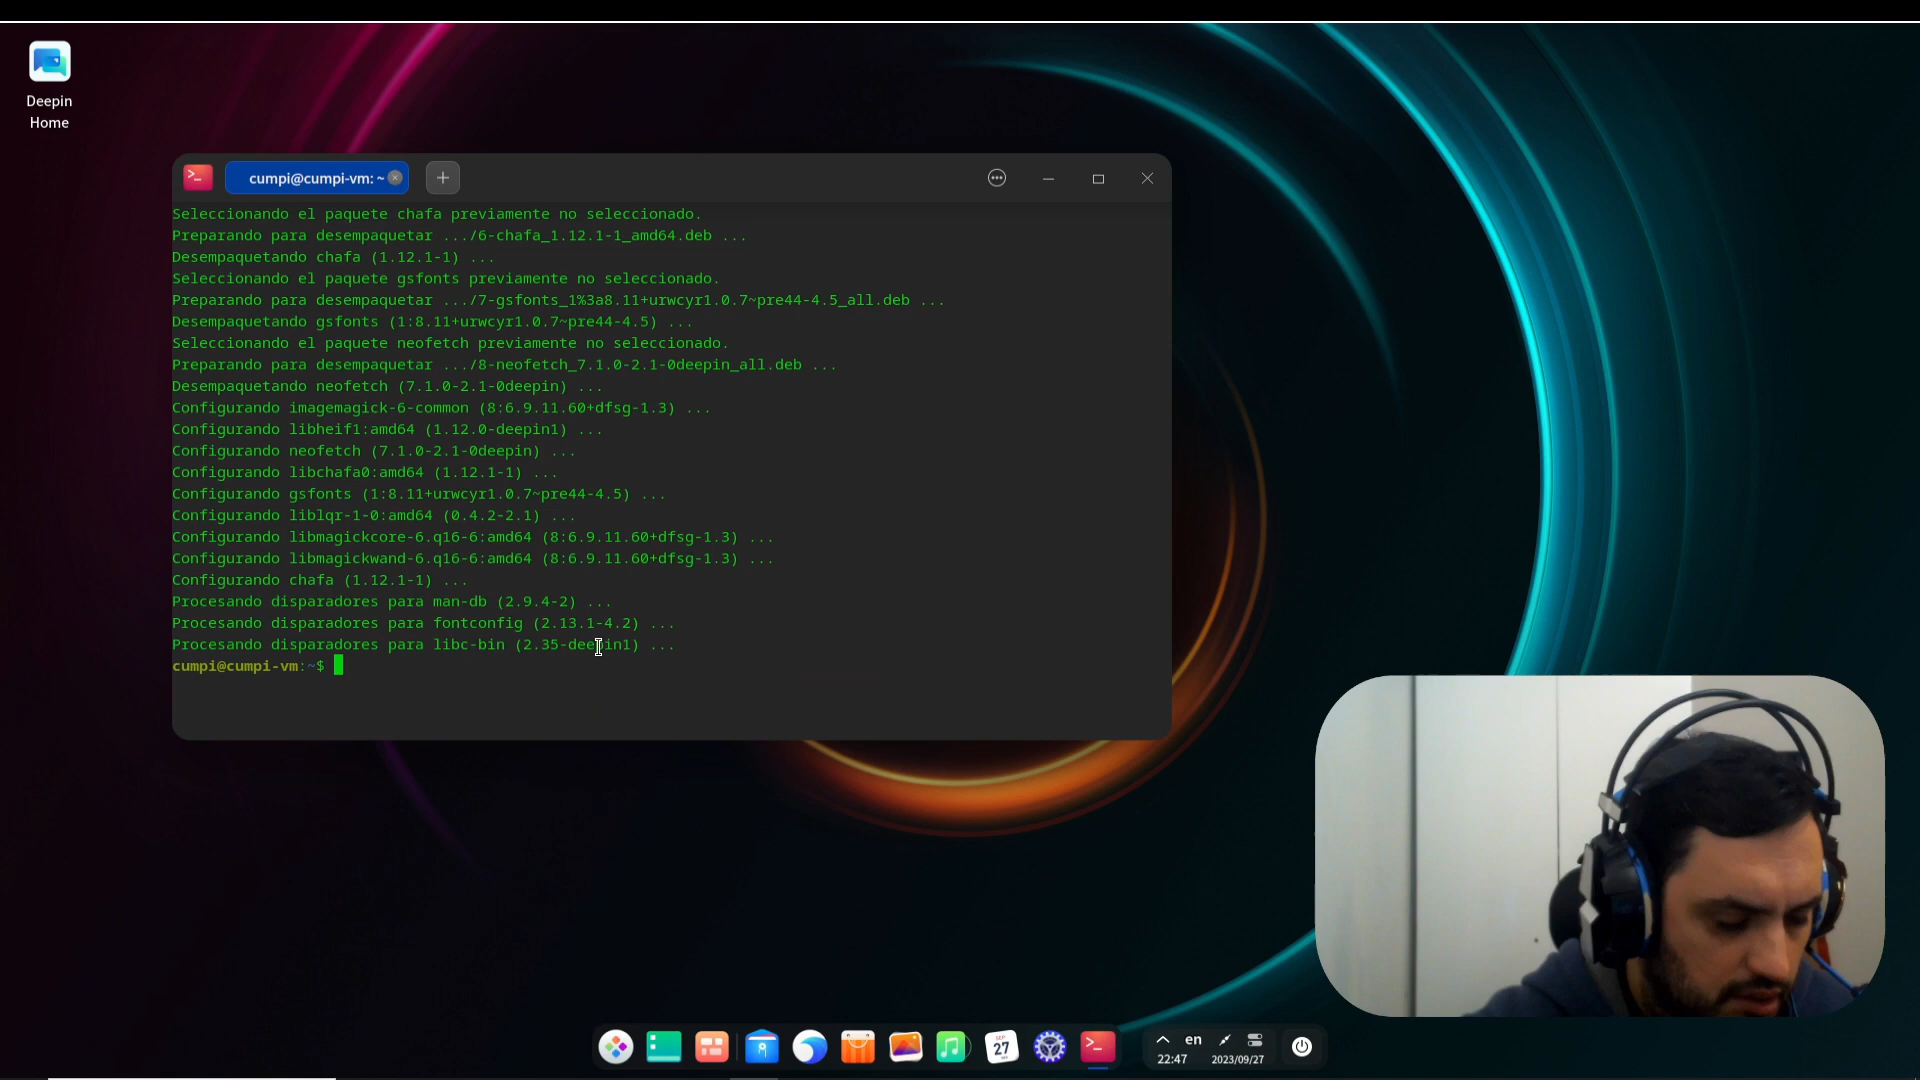 Deepin
Home
cumpi@cumpi-vm: ~
Seleccionando el paquete chafa previamente no seleccionado.
Preparando para desempaquetar .../6-chafa_1.12.1-1_amd64.deb ...
Desempaquetando chafa (1.12.1-1) ...
Seleccionando el paquete gsfonts previamente no seleccionado.
Preparando para desempaquetar .../7-gsfonts_1%3a8.11+urwcyr1.0.7~pre44-4.5_all.deb ...
Desempaquetando gsfonts (1:8.11+urwcyr1.0.7~pre44-4.5) ...
Seleccionando el paquete neofetch previamente no seleccionado.
Preparando para desempaquetar .../8-neofetch_7.1.0-2.1-0deepin_all.deb ...
Desempaquetando neofetch (7.1.0-2.1-0deepin) ...
Configurando imagemagick-6-common (8:6.9.11.60+dfsg-1.3) ...
Configurando libheif1:amd64 (1.12.0-deepin1) ...
Configurando neofetch (7.1.0-2.1-0deepin) ...
Configurando libchafa0:amd64 (1.12.1-1) ...
Configurando gsfonts (1:8.11+urwcyr1.0.7~pre44-4.5) ...
Configurando liblqr-1-0:amd64 (0.4.2-2.1) ...
Configurando libmagickcore-6.q16-6:amd64 (8:6.9.11.60+dfsg-1.3) ...
Configurando libmagickwand-6.q16-6:amd64 (8:6.9.11.60+dfsg-1.3) ...
Configurando chafa (1.12.1-1) ...
Procesando disparadores para man-db (2.9.4-2) ...
Procesando disparadores para fontconfig (2.13.1-4.2) ...
Procesando disparadores para libc-bin (2.35-deepin1) ...
cumpi@cumpi-vm:~$
SEP
27
en
22:47
2023/09/27